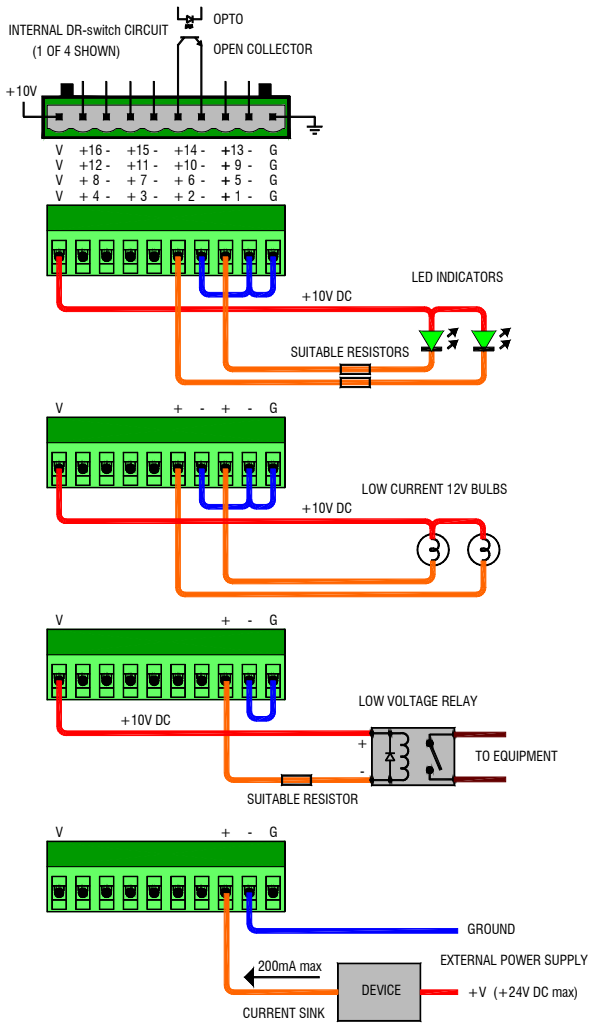 OPTO
INTERNAL DR-switch CIRCUIT
(1 OF 4 SHOWN)
OPEN COLLECTOR
+10V
V +16 - +15 - +14 - +13 - G
V +12 - +11 - +10 - + 9 - G
V + 8 - + 7 - + 6 - + 5 - G
V + 4 - + 3 - + 2 - + 1 - G
LED INDICATORS
+10V DC
SUITABLE RESISTORS
V + - + - G
LOW CURRENT 12V BULBS
+10V DC
V + - G
LOW VOLTAGE RELAY
+10V DC
+
TO EQUIPMENT
-
SUITABLE RESISTOR
V + - G
GROUND
EXTERNAL POWER SUPPLY
200mA max
DEVICE
+V (+24V DC max)
CURRENT SINK